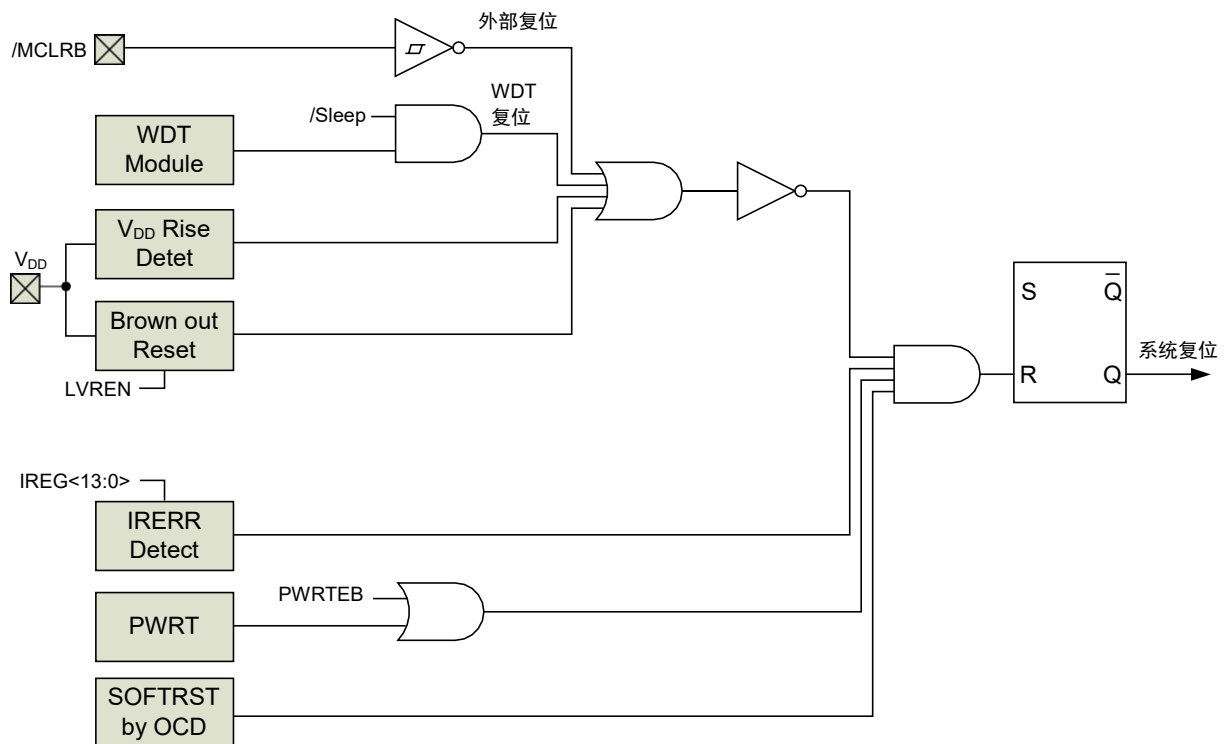 外部复位
/MCLRB
WDT
复位
/Sleep
WDT
Module
VDD Rise
Detet
VDD
Brown out
Reset
LVREN
S
Q
R
Q
系统复位
IREG<13:0>
IRERR
Detect
PWRTEB
PWRT
SOFTRST
by OCD